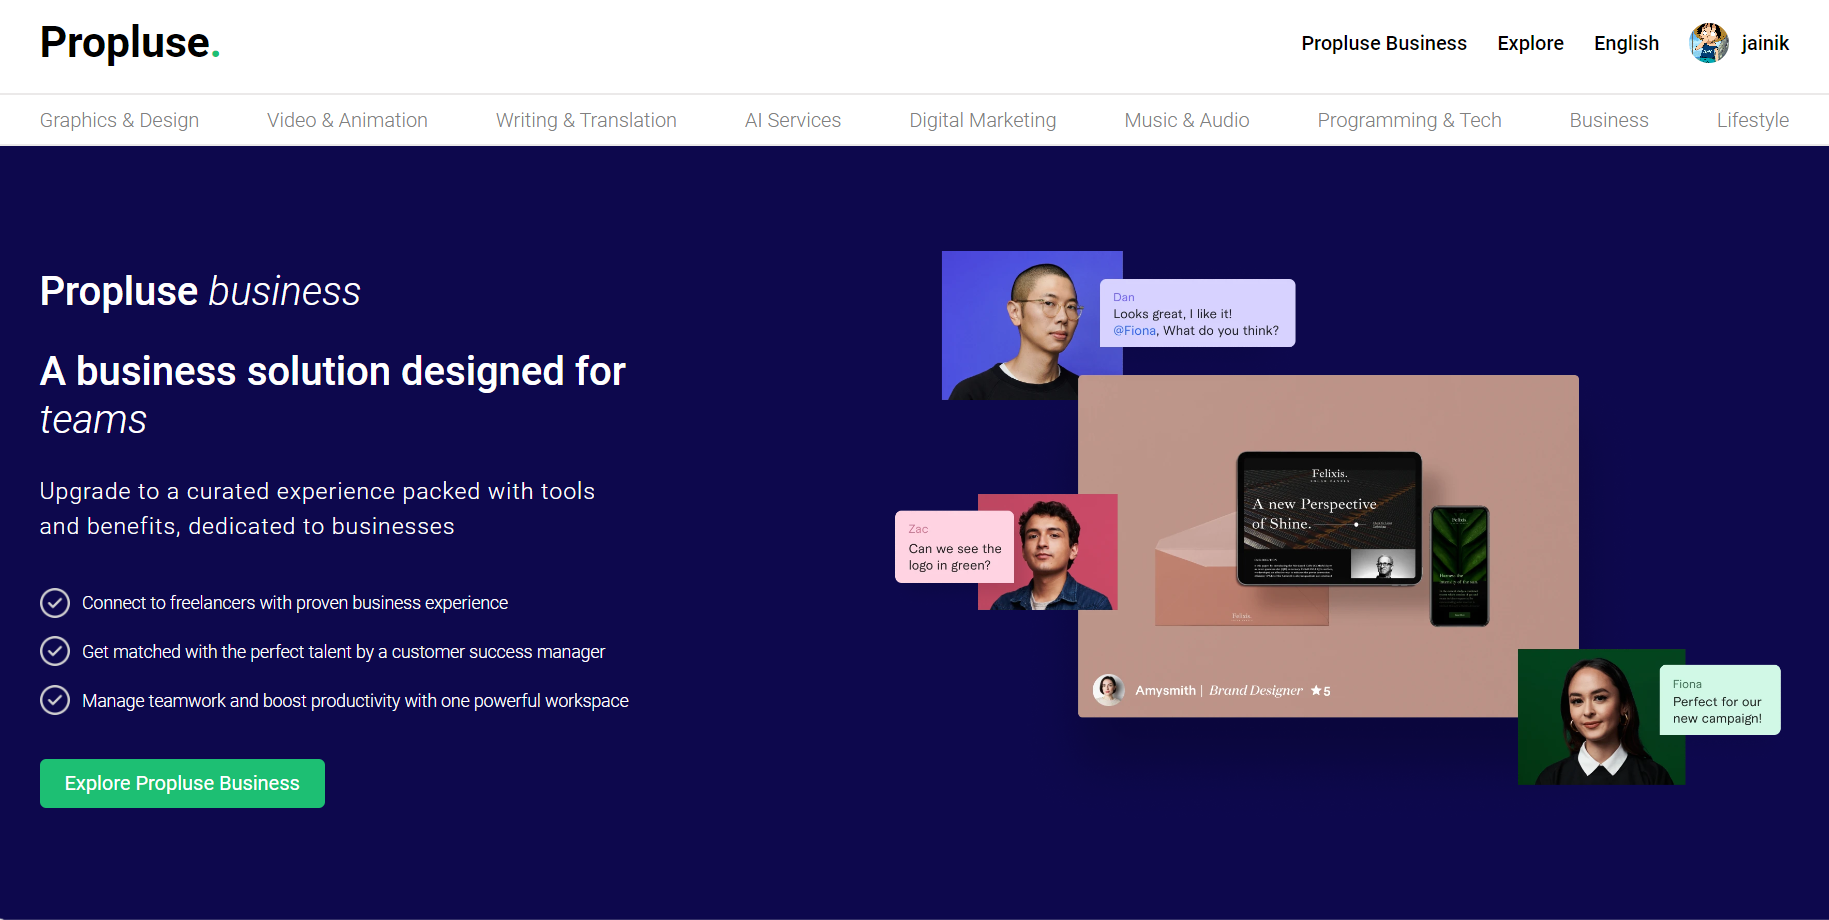 Propluse.
Propluse Business
Explore
English
jainik
Graphics & Design
Video & Animation
Writing & Translation
AI Services
Digital Marketing
Music & Audio
Programming & Tech
Business
Lifestyle
Propluse business
A business solution designed for
teams
Upgrade to a curated experience packed with tools
and benefits, dedicated to businesses
Connect to freelancers with proven business experience
Get matched with the perfect talent by a customer success manager
Manage teamwork and boost productivity with one powerful workspace
Explore Propluse Business
Dan
Looks great, I like it!
@Fiona, What do you think?
Zac
Can we see the
logo in green?
Felixis.
A new Perspective
of Shine.
Felixis
Felixis
Amysmith | Brand Designer ★5
Fiona
Perfect for our
new campaign!